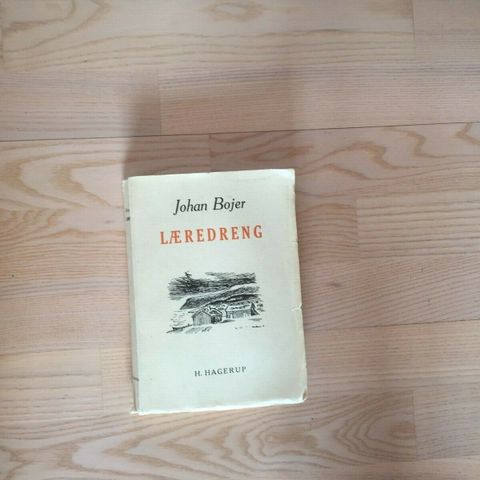 Johan Bojer
LÆREDRENG
H. HAGERUP